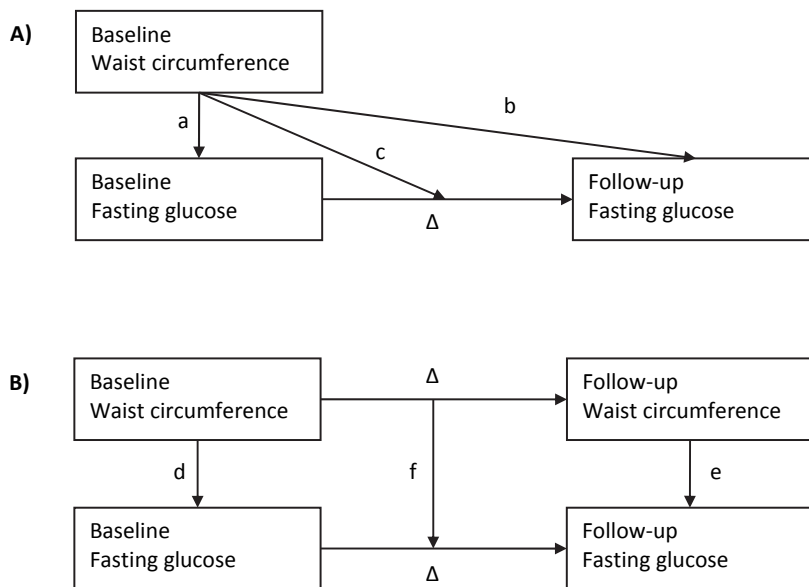 A)
Baseline
Waist circumference
a
b
c
Baseline
Fasting glucose
Δ
Follow-up
Fasting glucose
B)
Baseline
Waist circumference
Δ
Follow-up
Waist circumference
d
f
e
Baseline
Fasting glucose
Δ
Follow-up
Fasting glucose